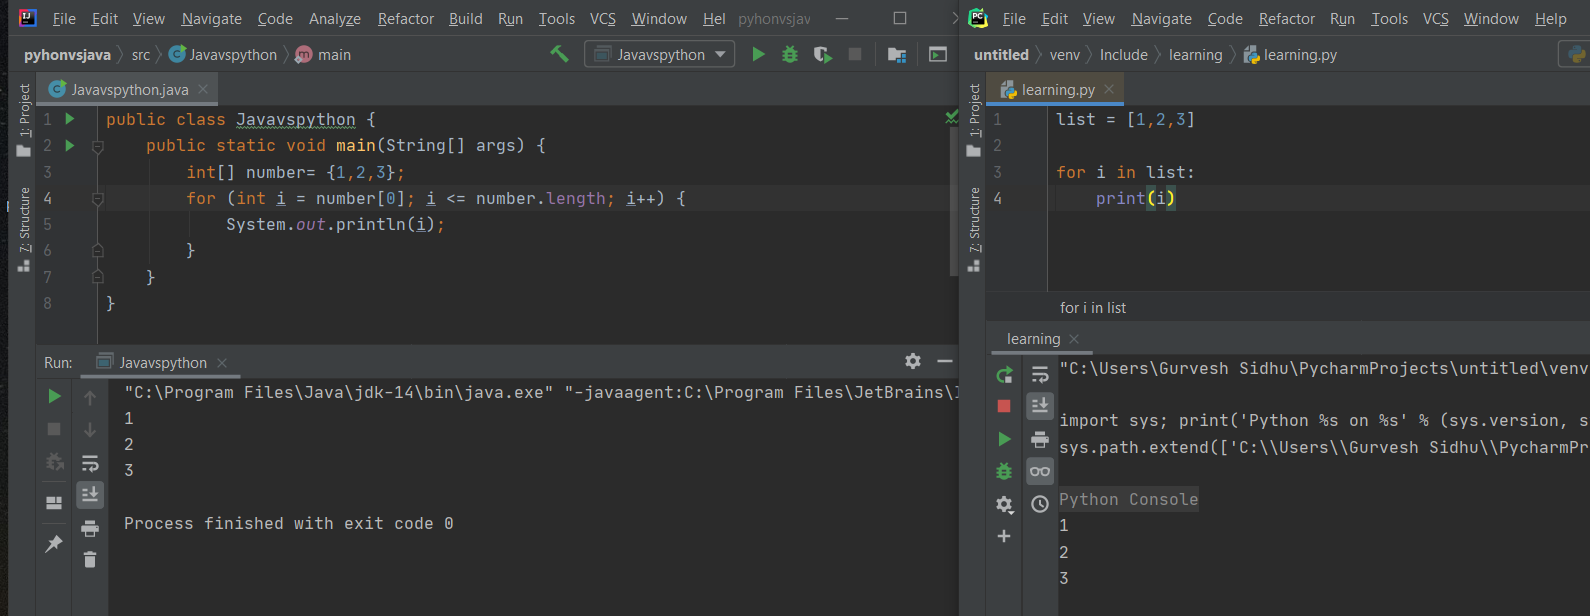 File Edit View Navigate Code Analyze Refactor Build Run Tools VCS Window Hel pyhonvsjav
pyhonvsjava src Javavspython main Javavspython
1: Project
7: Structure
Javavspython.java
1 public class Javavspython {
2 public static void main(String[] args) {
3 int[] number= {1,2,3};
4 for (int i = number[0]; i <= number.length; i++) {
5 System.out.println(i);
6 }
7 }
8 }
Run: Javavspython
"C:\Program Files\Java\jdk-14\bin\java.exe" "-javaagent:C:\Program Files\JetBrains\I
1
2
3
Process finished with exit code 0
File Edit View Navigate Code Refactor Run Tools VCS Window Help
untitled venv Include learning learning.py
1: Project
7: Structure
learning.py
1 list = [1,2,3]
2
3 for i in list:
4 print(i)
for i in list
learning
"C:\Users\Gurvesh Sidhu\PycharmProjects\untitled\venv
import sys; print('Python %s on %s' % (sys.version, s
sys.path.extend(['C:\\Users\\Gurvesh Sidhu\\PycharmPr
Python Console
1
2
3